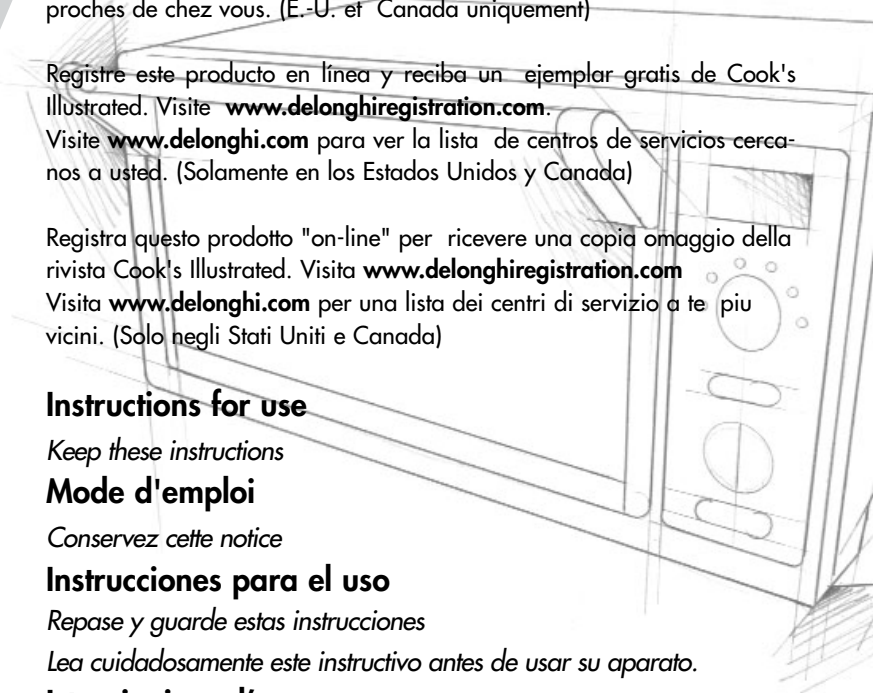 proches de chez vous. (E.-U. et Canada uniquement)
Registre este producto en línea y reciba un ejemplar gratis de Cook's
Illustrated. Visite www.delonghiregistration.com.
Visite www.delonghi.com para ver la lista de centros de servicios cerca-
nos a usted. (Solamente en los Estados Unidos y Canada)
Registra questo prodotto "on-line" per ricevere una copia omaggio della
rivista Cook's Illustrated. Visita www.delonghiregistration.com
Visita www.delonghi.com per una lista dei centri di servizio a te piu
vicini. (Solo negli Stati Uniti e Canada)
Instructions for use
Keep these instructions
Mode d'emploi
Conservez cette notice
Instrucciones para el uso
Repase y guarde estas instrucciones
Lea cuidadosamente este instructivo antes de usar su aparato.